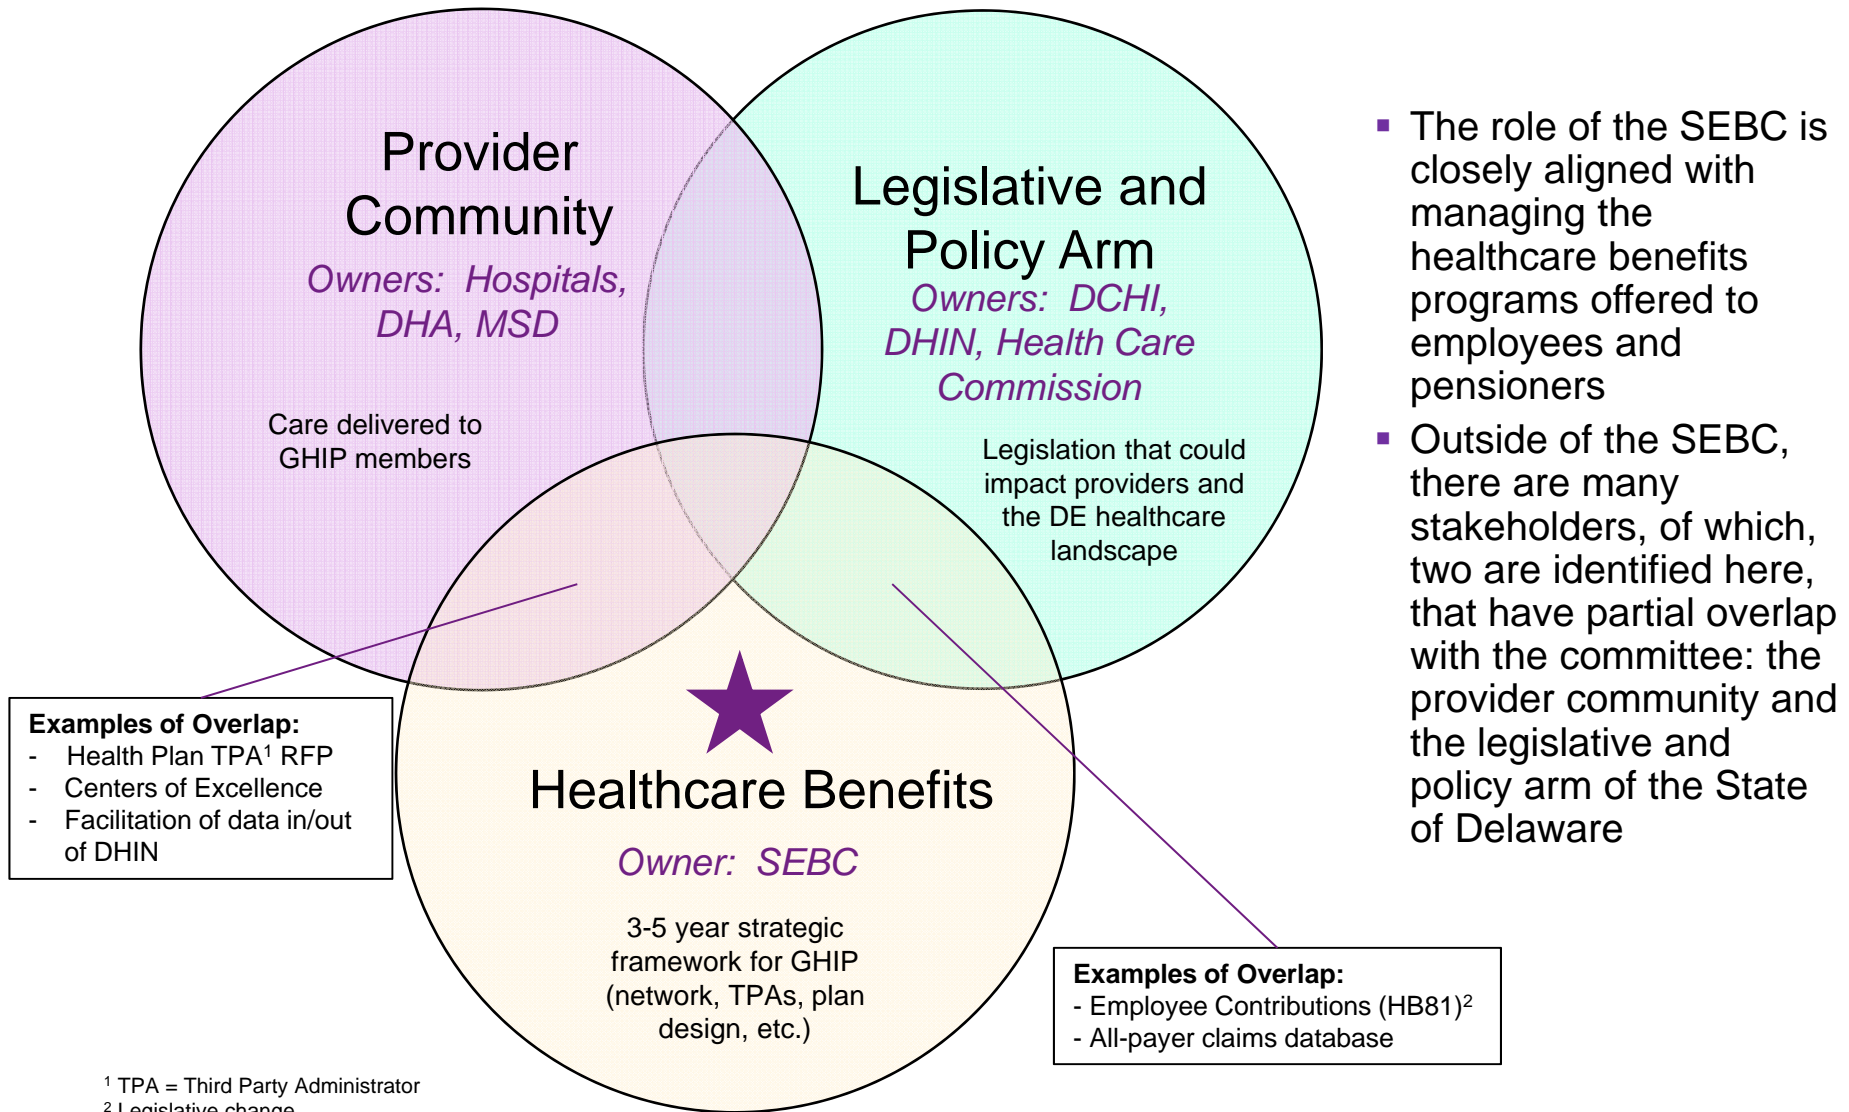 Provider
Community
Owners: Hospitals,
DHA, MSD
Care delivered to
GHIP members
Legislative and
Policy Arm
Owners: DCHI,
DHIN, Health Care
Commission
Legislation that could
impact providers and
the DE healthcare
landscape
Healthcare Benefits
Owner: SEBC
3-5 year strategic
framework for GHIP
(network, TPAs, plan
design, etc.)
Examples of Overlap:
- Health Plan TPA¹ RFP
- Centers of Excellence
- Facilitation of data in/out
of DHIN
Examples of Overlap:
- Employee Contributions (HB81)²
- All-payer claims database
▪ The role of the SEBC is
closely aligned with
managing the
healthcare benefits
programs offered to
employees and
pensioners
▪ Outside of the SEBC,
there are many
stakeholders, of which,
two are identified here,
that have partial overlap
with the committee: the
provider community and
the legislative and
policy arm of the State
of Delaware
¹ TPA = Third Party Administrator
² Legislative change